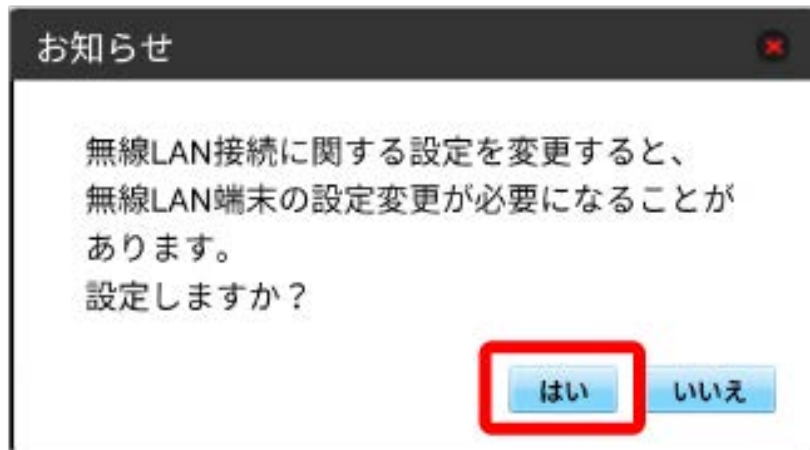 お知らせ
無線LAN接続に関する設定を変更すると、
無線LAN端末の設定変更が必要になることが
あります。
設定しますか？
はい いいえ